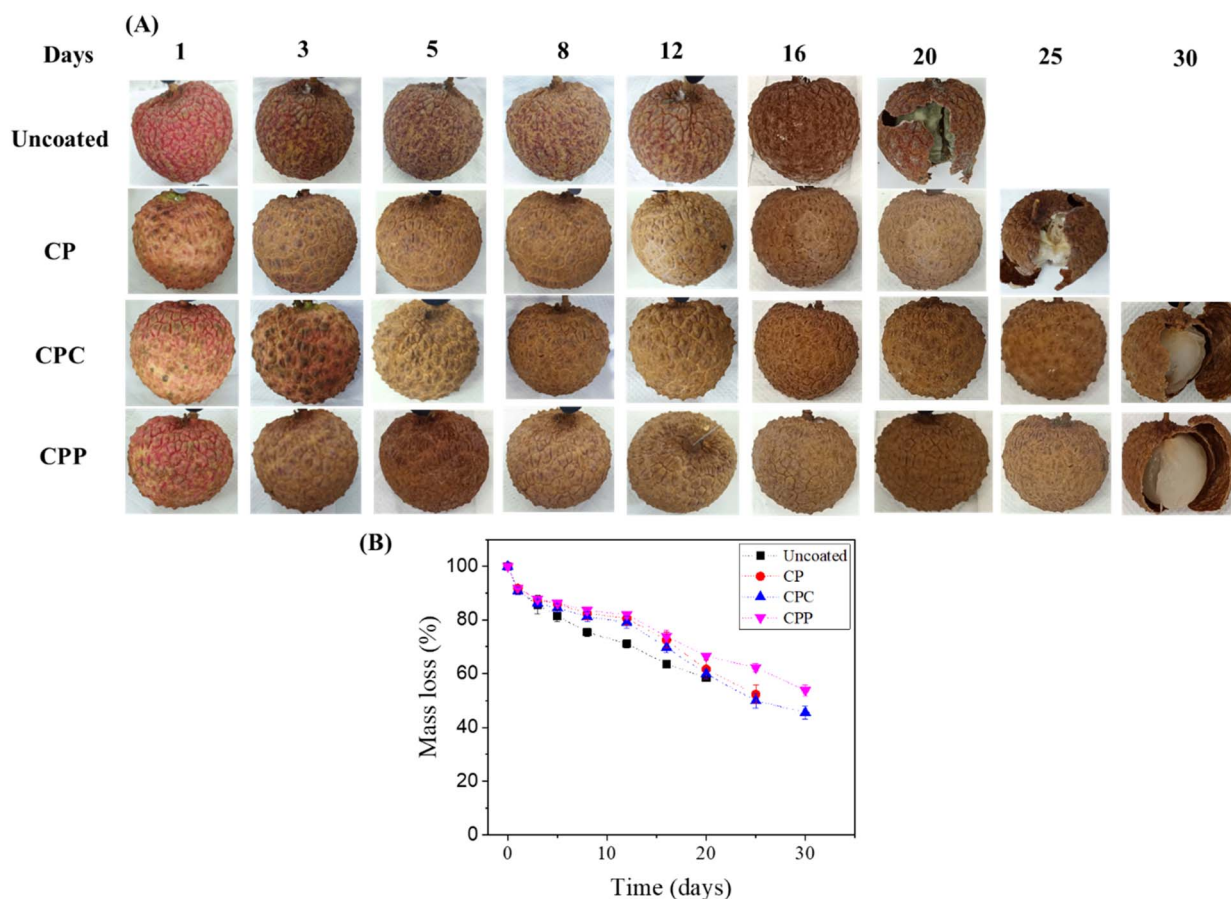 (A)
Days 1 3 5 8 12 16 20 25 30
Uncoated
CP
CPC
CPP
(B)
Uncoated
CP
CPC
CPP
100
80
60
40
20
0
Mass loss (%)
0 10 20 30
Time (days)